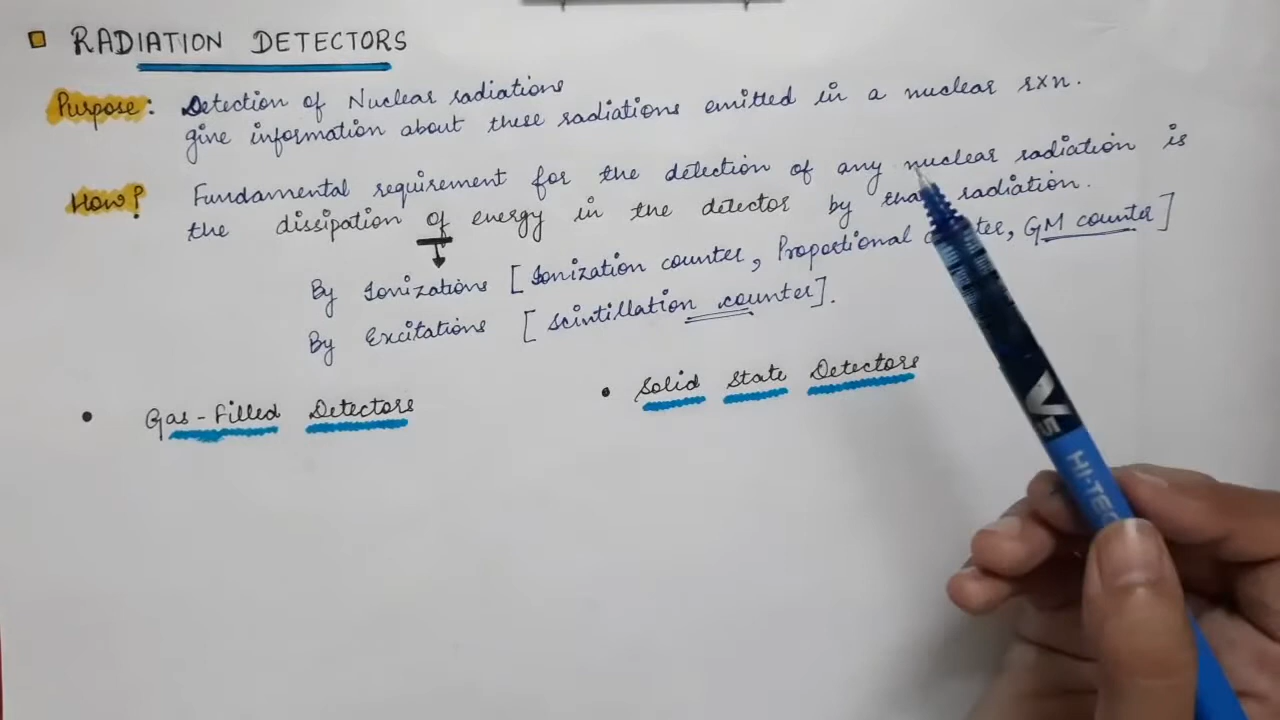 RADIATION DETECTORS
Purpose: Detection of Nuclear radiations
give information about these radiations emitted in a nuclear rxn.
How? Fundamental requirement for the detection of any nuclear radiation is
the dissipation of energy in the detector by radiation.
By Ionizations [Ionization counter, Proportional GM counter]
By Excitations [scintillation counter].
• Gas-Filled Detectors
• Solid State Detectors
V5
HI-TEC